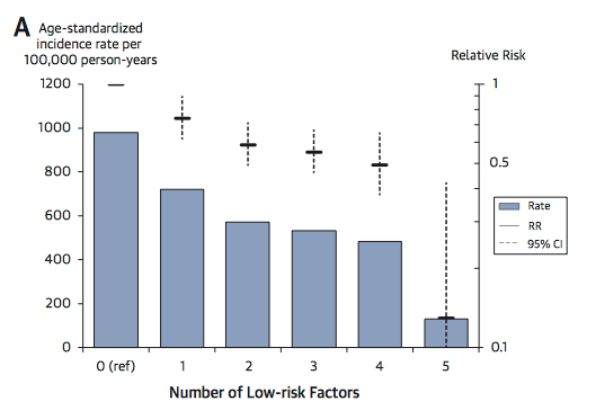 A
Age-standardized
incidence rate per
100,000 person-years
Relative Risk
1200
1000
800
600
400
200
0
1
0.5
0.1
Rate
RR
95% CI
0 (ref)
1
2
3
4
5
Number of Low-risk Factors